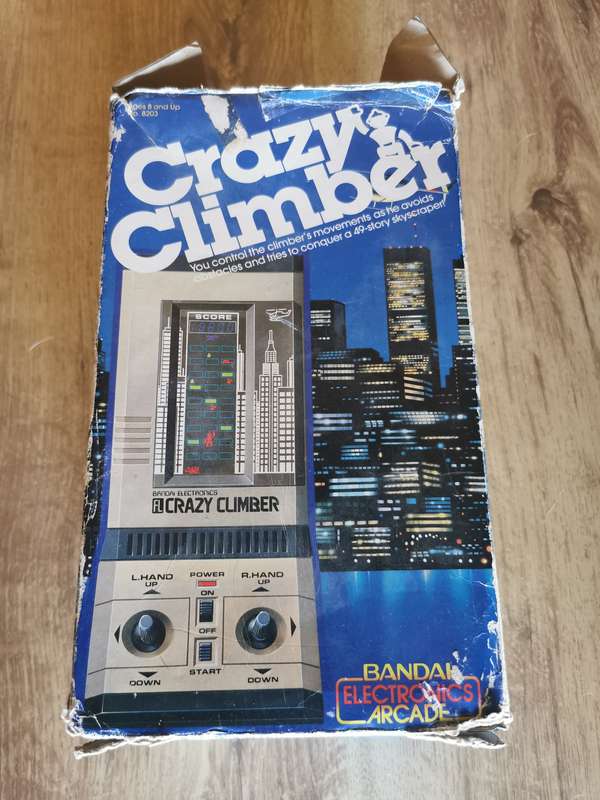 Ages 8 and Up
No. 8203
Crazy
Climber
You control the climber's movements as he avoids
obstacles and tries to conquer a 49-story skyscraper!
SCORE
BANDAI ELECTRONICS
FL CRAZY CLIMBER
L.HAND POWER R.HAND
UP ON UP
OFF
START
DOWN DOWN
BANDAI
ELECTRONICS
ARCADE